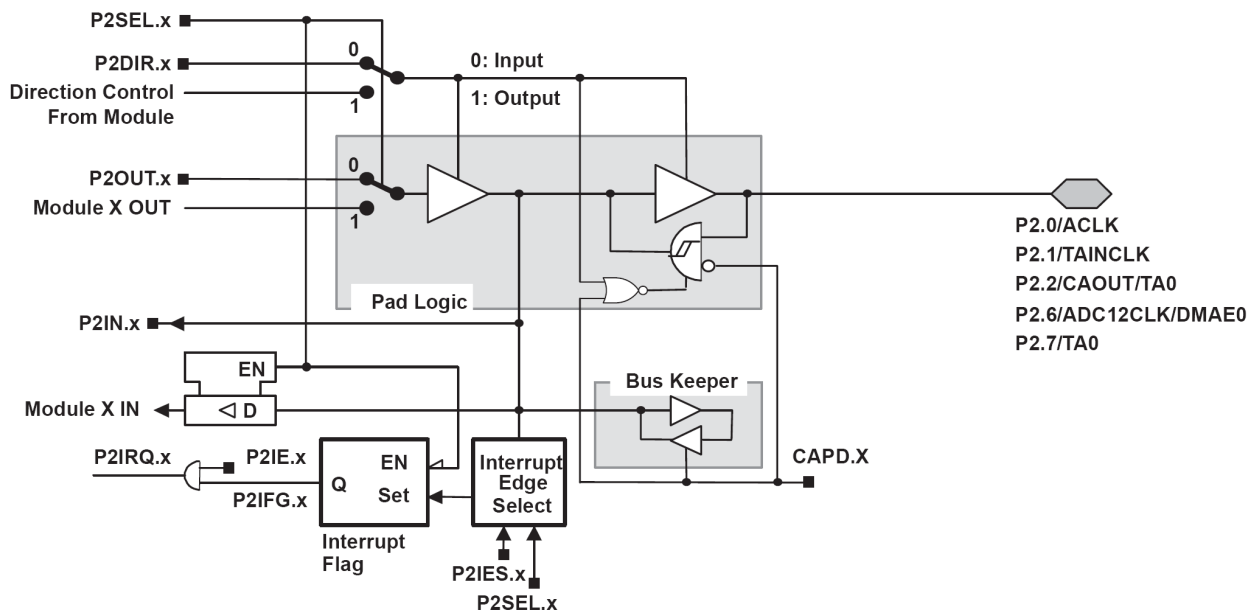 P2SEL.x
P2DIR.x
0
0: Input
Direction Control
From Module
1
1: Output
P2OUT.x
0
Module X OUT
1
Pad Logic
P2.0/ACLK
P2.1/TAINCLK
P2.2/CAOUT/TA0
P2.6/ADC12CLK/DMAE0
P2.7/TA0
P2IN.x
EN
D
Module X IN
Bus Keeper
P2IRQ.x
P2IE.x
P2IFG.x
EN
Q
Set
Interrupt
Flag
Interrupt
Edge
Select
CAPD.X
P2IES.x
P2SEL.x